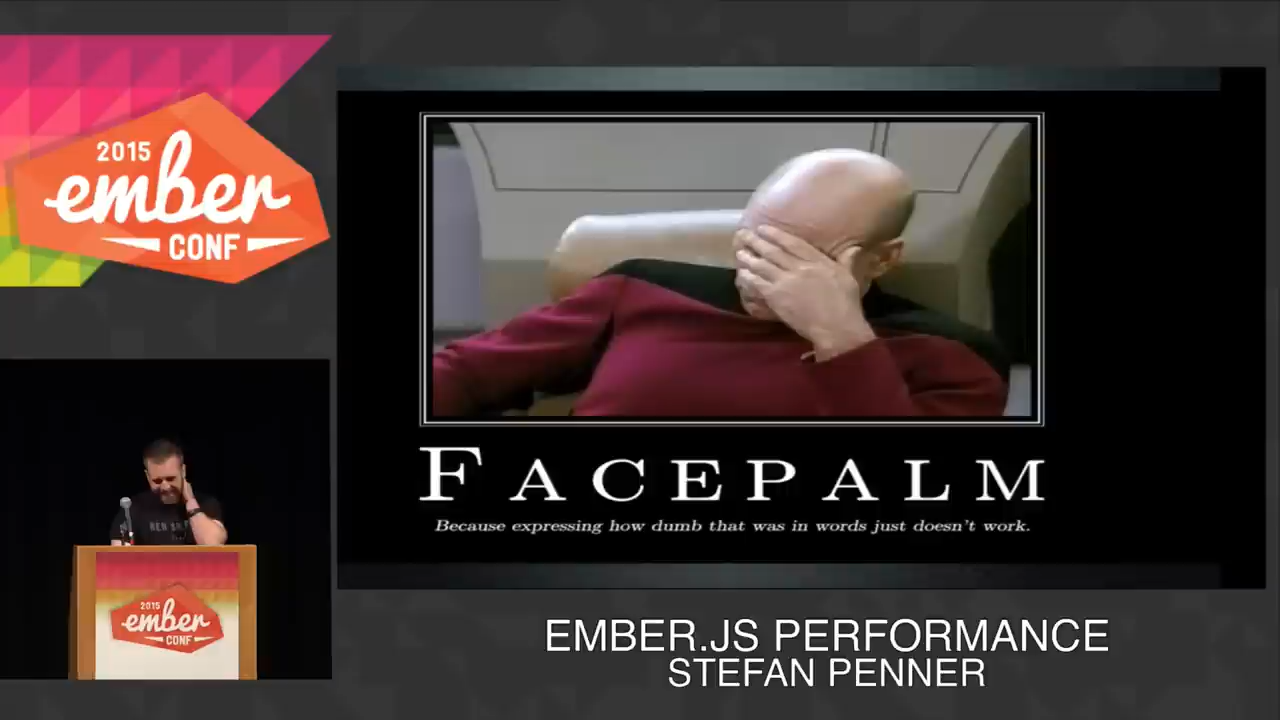 2015
ember
CONF
FACEPALM
Because expressing how dumb that was in words just doesn't work.
2015
ember
CONF
EMBER.JS PERFORMANCE
STEFAN PENNER